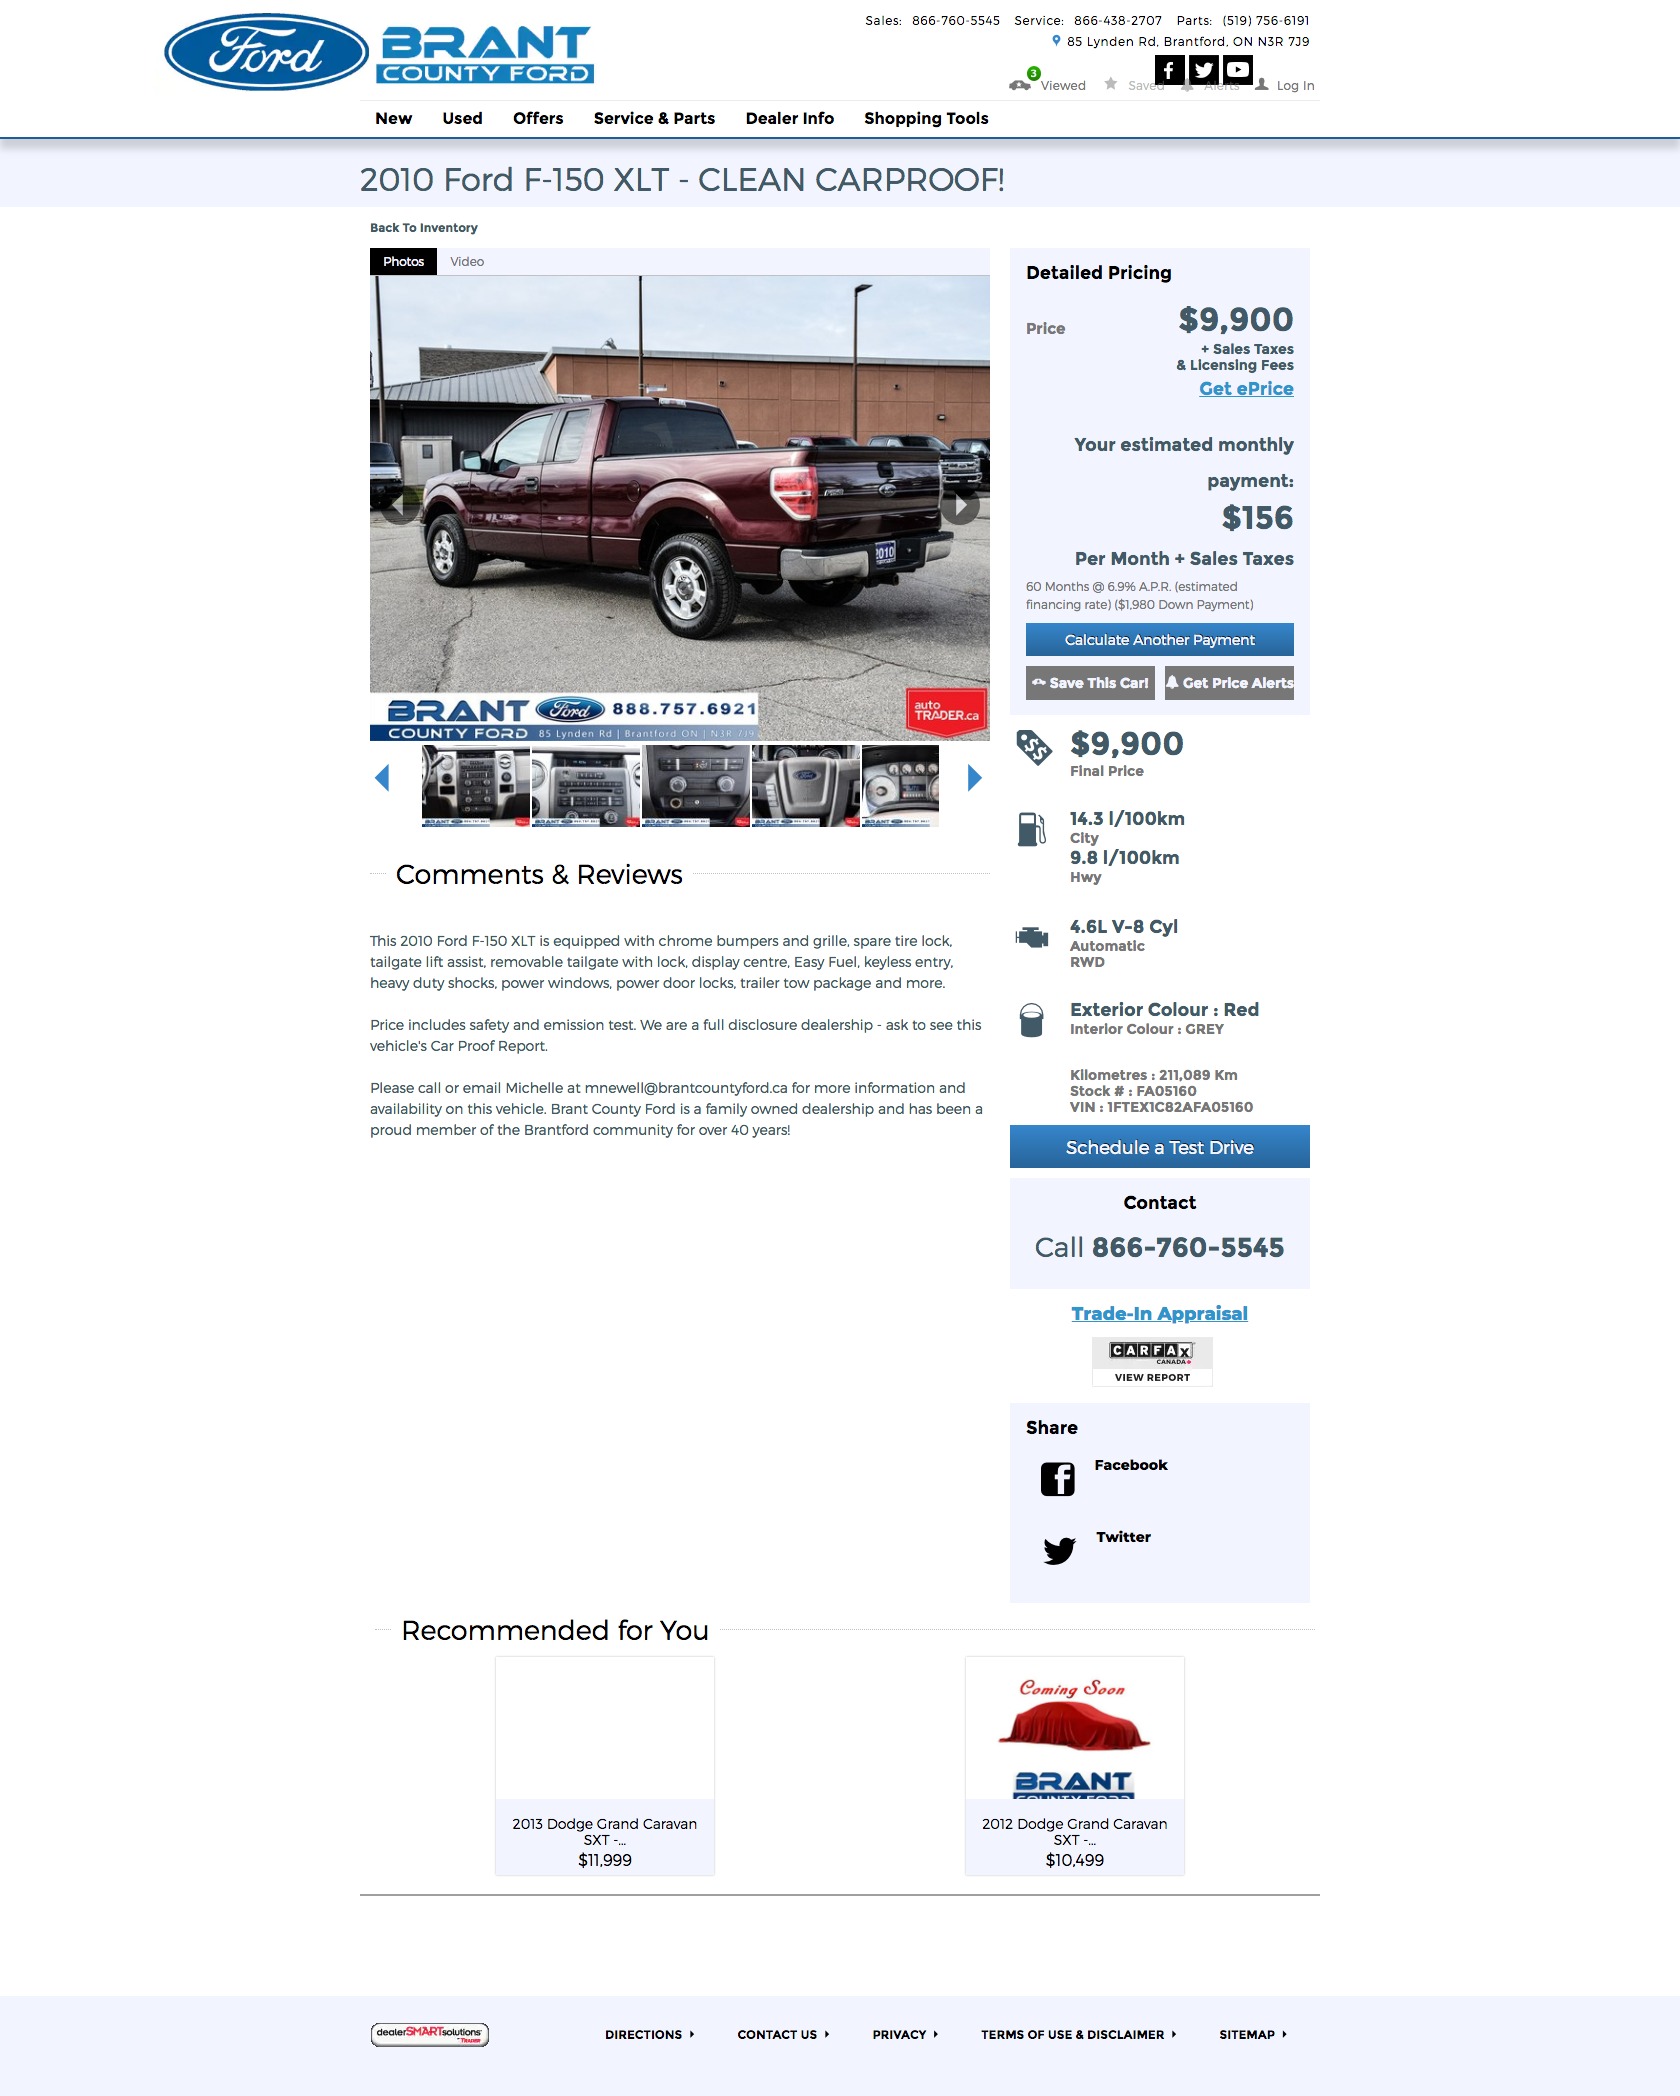 Ford
BRANT
COUNTY FORD
Sales: 866-760-5545 Service: 866-438-2707 Parts: (519) 756-6191
85 Lynden Rd, Brantford, ON N3R 7J9
3
Viewed Saved Alerts Log In
New Used Offers Service & Parts Dealer Info Shopping Tools
2010 Ford F-150 XLT - CLEAN CARPROOF!
Back To Inventory
Photos Video
2010
BRANT Ford 888.757.6921
COUNTY FORD 85 Lynden Rd | Brantford ON | N3R 7J9
auto
TRADER.ca
Detailed Pricing
Price $9,900
+ Sales Taxes
& Licensing Fees
Get ePrice
Your estimated monthly
payment:
$156
Per Month + Sales Taxes
60 Months @ 6.9% A.P.R. (estimated
financing rate) ($1,980 Down Payment)
Calculate Another Payment
Save This Car! Get Price Alerts
$9,900
Final Price
14.3 l/100km
City
9.8 l/100km
Hwy
4.6L V-8 Cyl
Automatic
RWD
Exterior Colour : Red
Interior Colour : GREY
Kilometres : 211,089 Km
Stock # : FA05160
VIN : 1FTEX1C82AFA05160
Schedule a Test Drive
Contact
Call 866-760-5545
Trade-In Appraisal
CARFAX
CANADA
VIEW REPORT
Share
Facebook
Twitter
Comments & Reviews
This 2010 Ford F-150 XLT is equipped with chrome bumpers and grille, spare tire lock,
tailgate lift assist, removable tailgate with lock, display centre, Easy Fuel, keyless entry,
heavy duty shocks, power windows, power door locks, trailer tow package and more.
Price includes safety and emission test. We are a full disclosure dealership - ask to see this
vehicle's Car Proof Report.
Please call or email Michelle at mnewell@brantcountyford.ca for more information and
availability on this vehicle. Brant County Ford is a family owned dealership and has been a
proud member of the Brantford community for over 40 years!
Recommended for You
2013 Dodge Grand Caravan
SXT -...
$11,999
Coming Soon
BRANT
COUNTY FORD
2012 Dodge Grand Caravan
SXT -...
$10,499
dealerSMARTsolutions
by TRADER
DIRECTIONS CONTACT US PRIVACY TERMS OF USE & DISCLAIMER SITEMAP